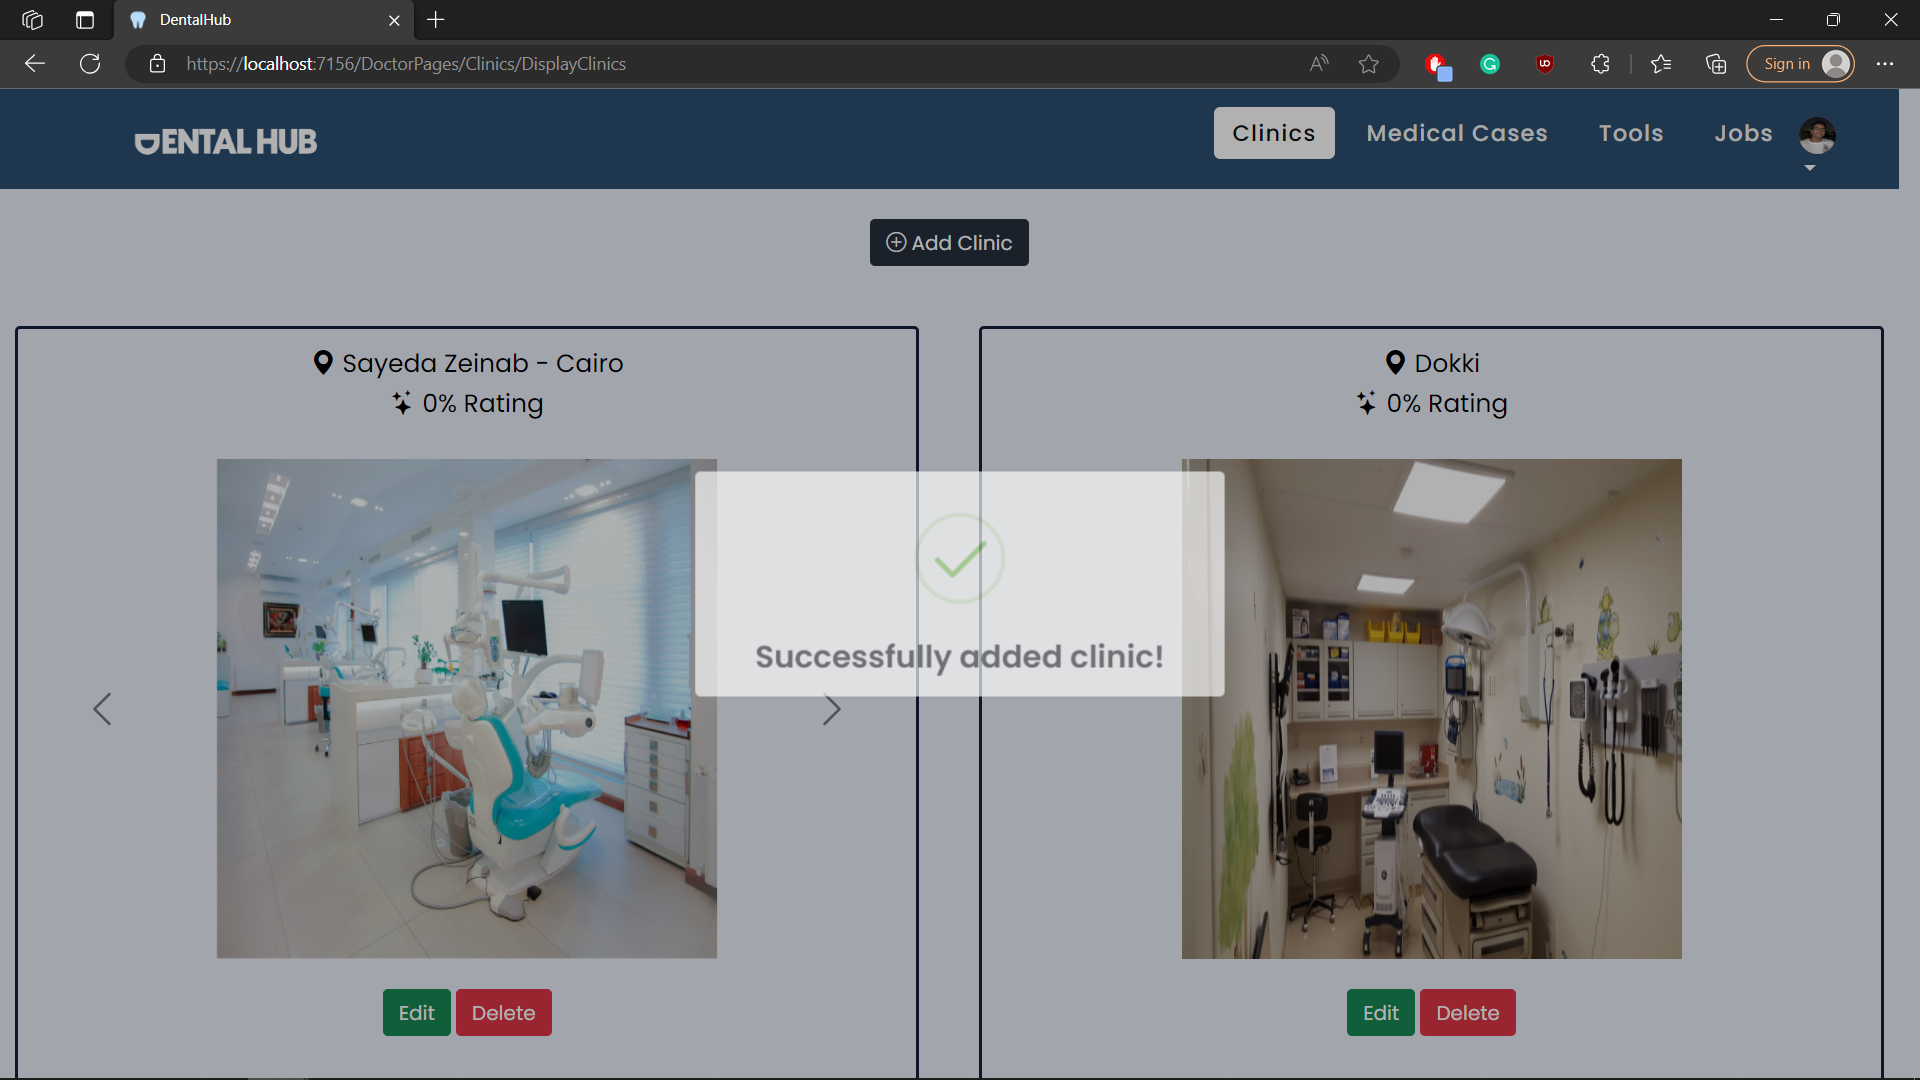 DentalHub
https://localhost:7156/DoctorPages/Clinics/DisplayClinics
Sign in
DENTAL HUB
Clinics
Medical Cases
Tools
Jobs
Add Clinic
Sayeda Zeinab - Cairo
0% Rating
Dokki
0% Rating
Successfully added clinic!
Edit
Delete
Edit
Delete